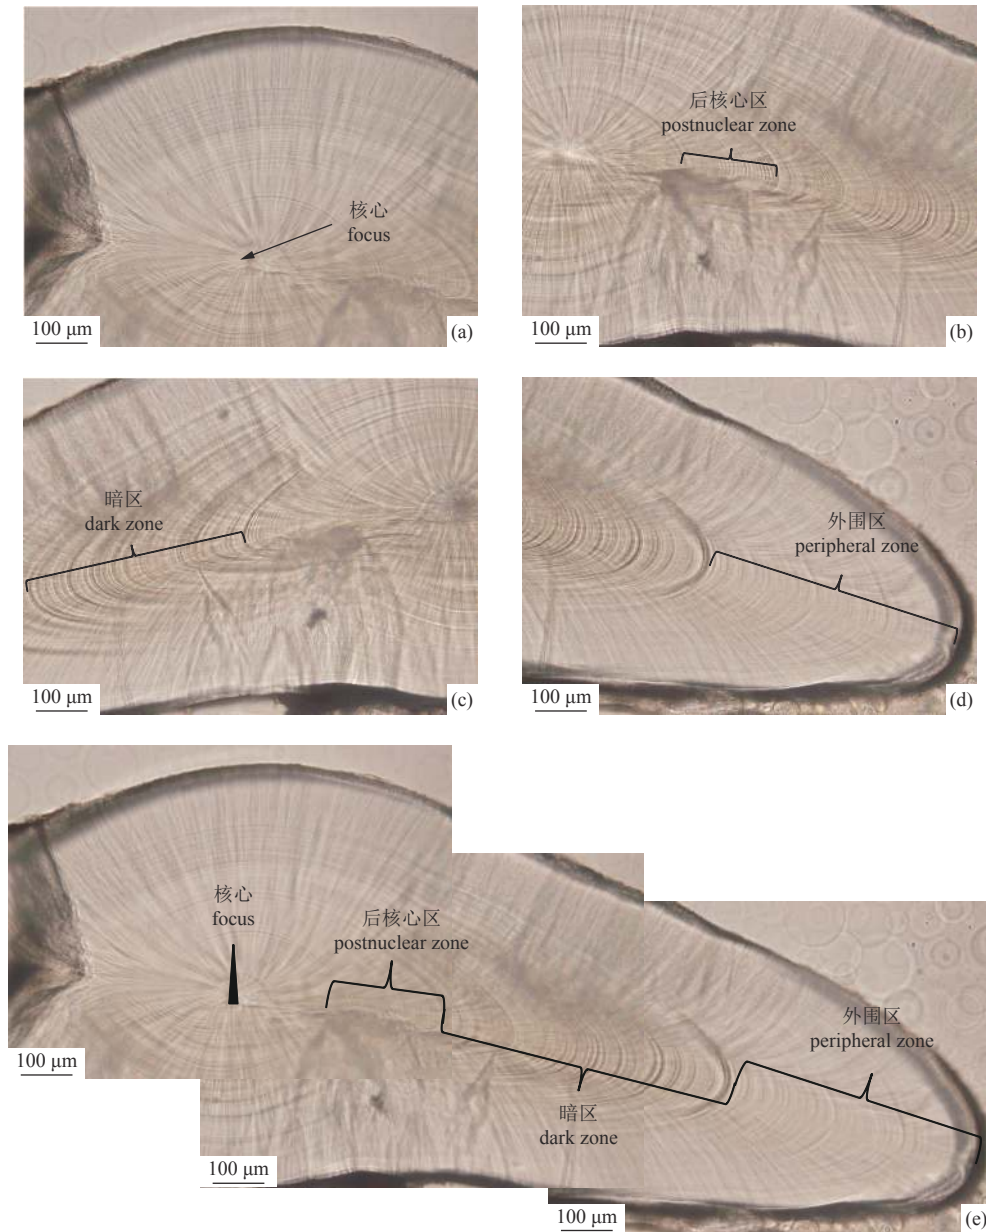 核心
focus
100 μm
(a)
后核心区
postnuclear zone
100 μm
(b)
暗区
dark zone
100 μm
(c)
外围区
peripheral zone
100 μm
(d)
核心
focus
后核心区
postnuclear zone
外围区
peripheral zone
100 μm
暗区
dark zone
100 μm
100 μm
(e)